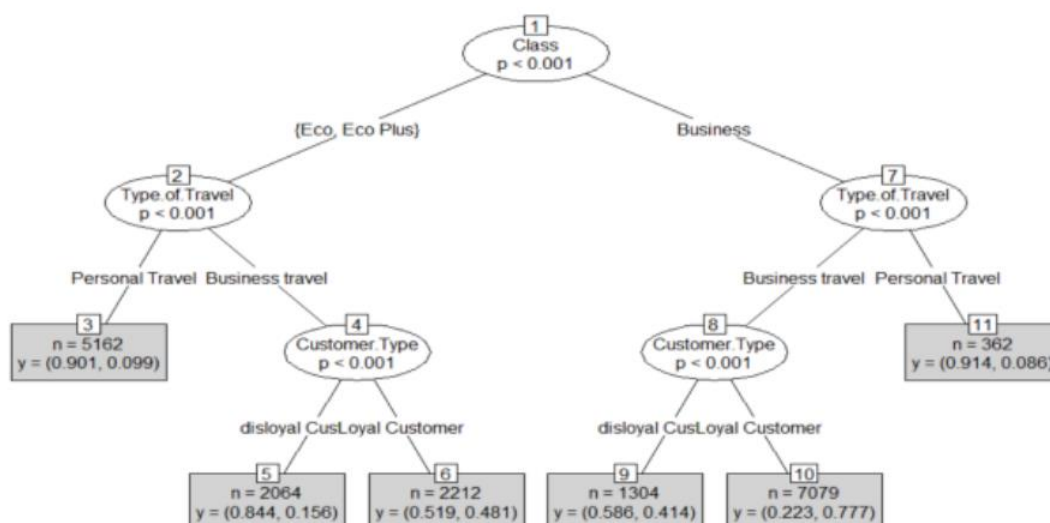 1
Class
p < 0.001
{Eco, Eco Plus}
Business
2
Type.of.Travel
p < 0.001
7
Type.of.Travel
p < 0.001
Personal Travel
Business travel
Business travel
Personal Travel
3
n = 5162
y = (0.901, 0.099)
4
Customer.Type
p < 0.001
8
Customer.Type
p < 0.001
11
n = 362
y = (0.914, 0.086)
disloyal CusLoyal Customer
disloyal CusLoyal Customer
5
n = 2064
y = (0.844, 0.156)
6
n = 2212
y = (0.519, 0.481)
9
n = 1304
y = (0.586, 0.414)
10
n = 7079
y = (0.223, 0.777)